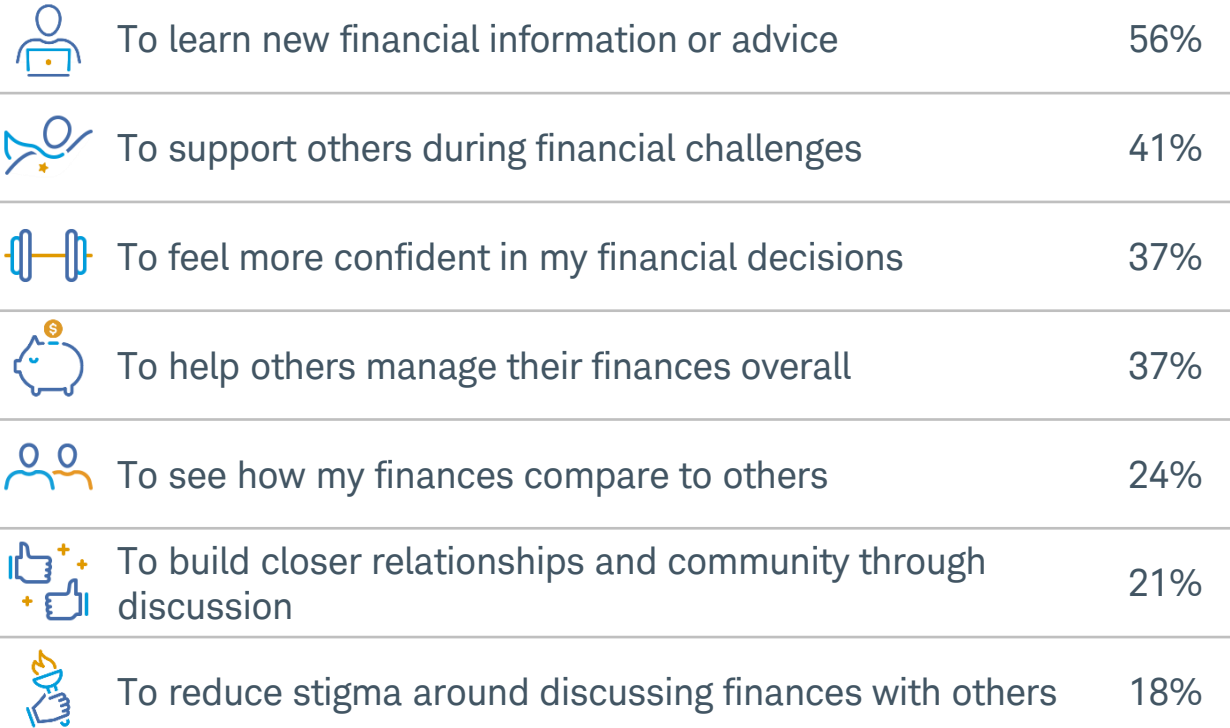 To learn new financial information or advice 56%
To support others during financial challenges 41%
To feel more confident in my financial decisions 37%
$
To help others manage their finances overall 37%
To see how my finances compare to others 24%
To build closer relationships and community through
discussion 21%
To reduce stigma around discussing finances with others 18%